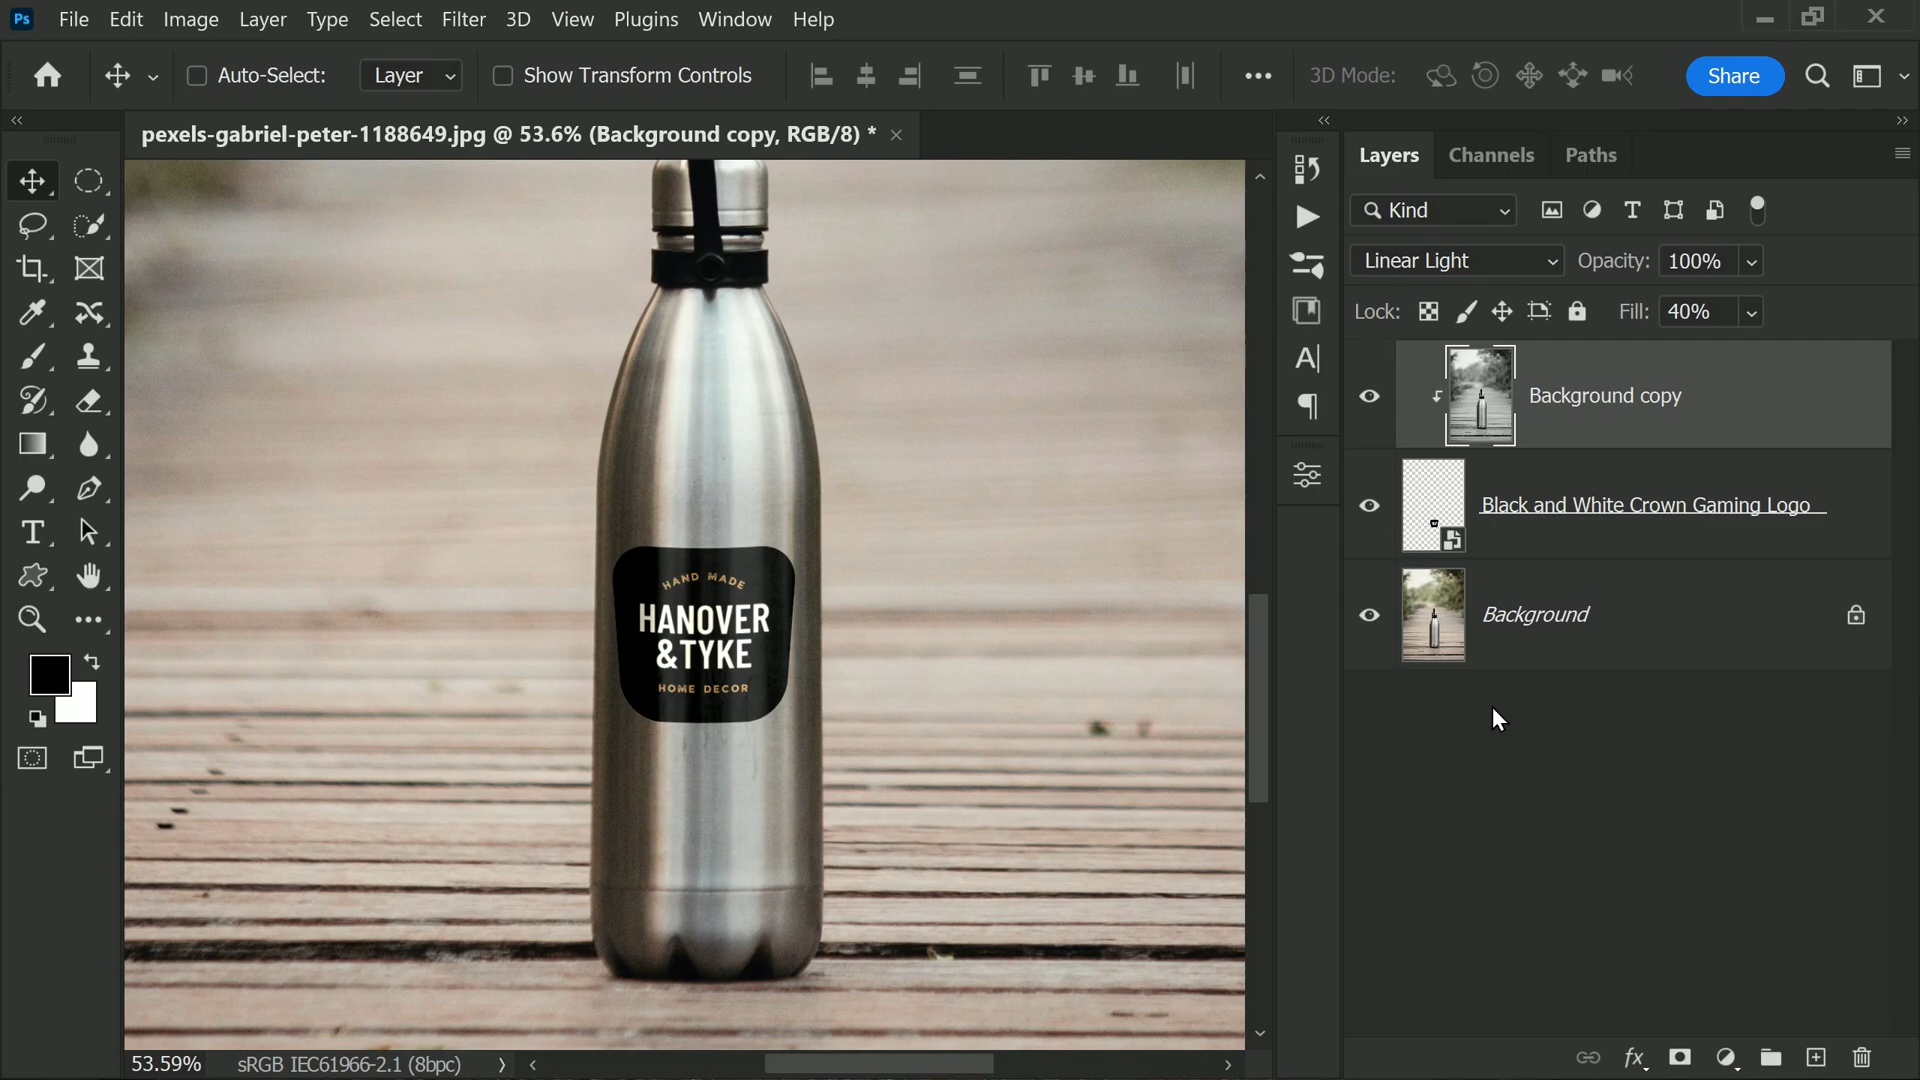 Ps File Edit Image Layer Type Select Filter 3D View Plugins Window Help
Auto-Select: Layer Show Transform Controls 3D Mode: Share
pexels-gabriel-peter-1188649.jpg @ 53.6% (Background copy, RGB/8) *
Layers Channels Paths
Kind
Linear Light Opacity: 100%
Lock: Fill: 40%
Background copy
Black and White Crown Gaming Logo
Background
HAND MADE
HANOVER
&TYKE
HOME DECOR
53.59% sRGB IEC61966-2.1 (8bpc)